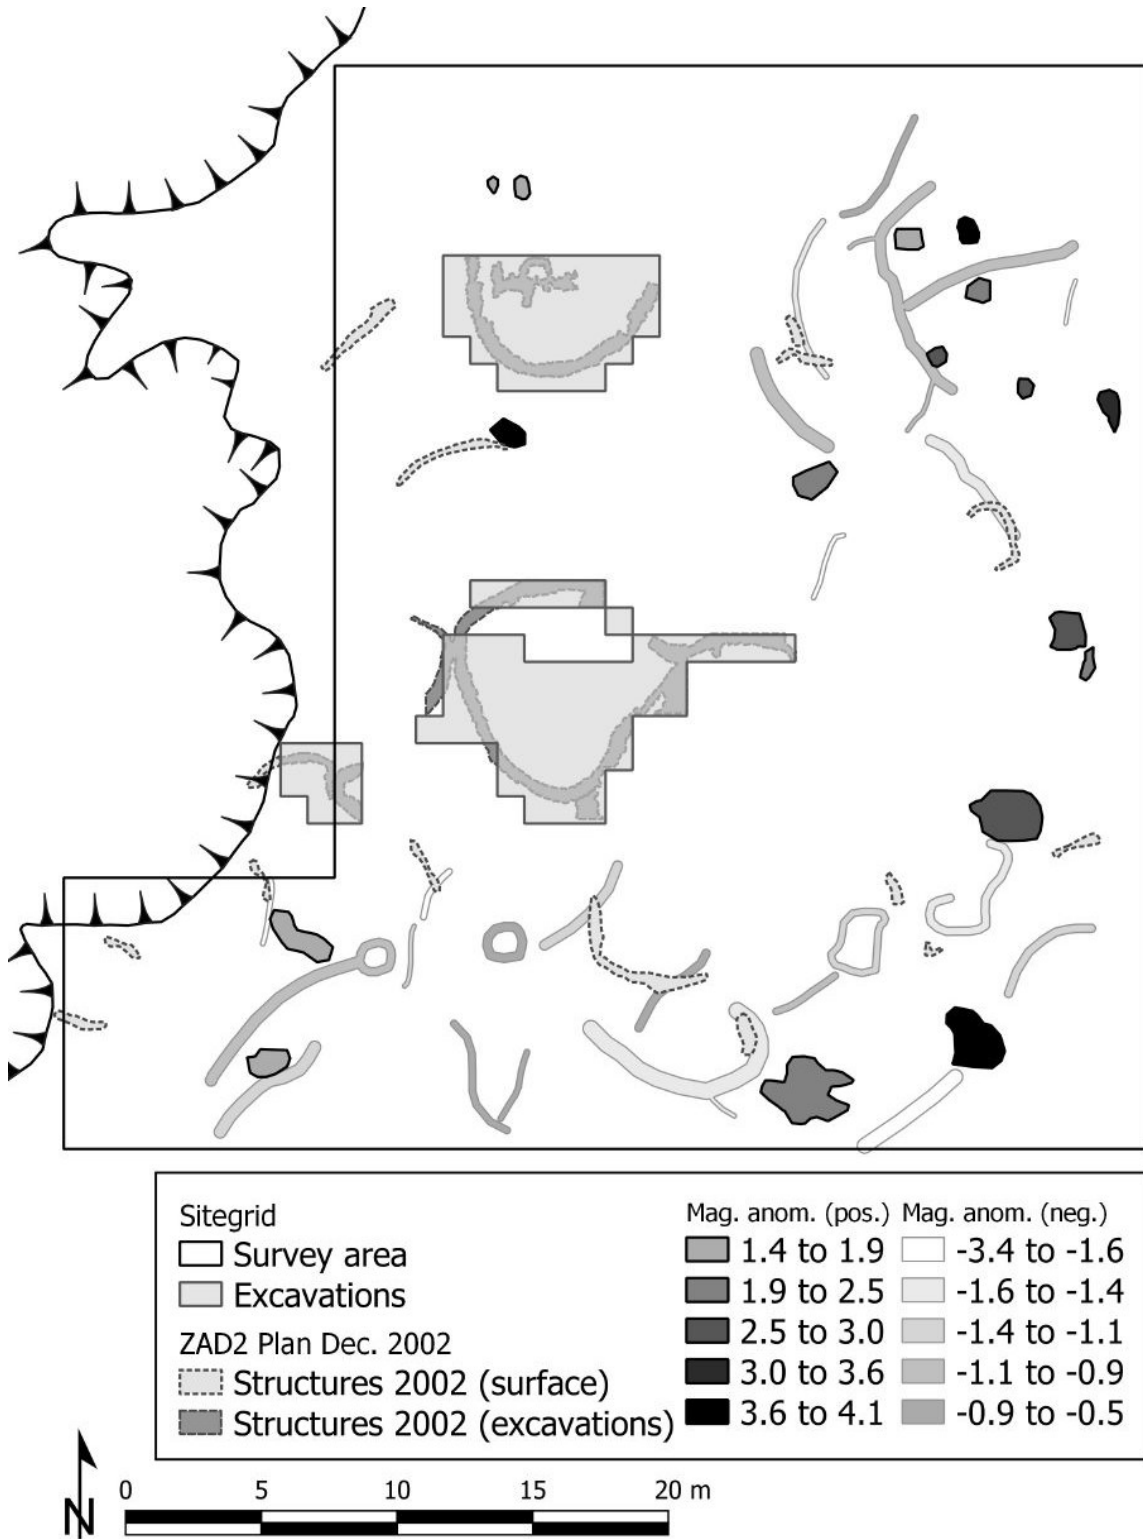 Sitegrid
Survey area
Excavations
ZAD2 Plan Dec. 2002
Structures 2002 (surface)
Structures 2002 (excavations)
Mag. anom. (pos.) Mag. anom. (neg.)
1.4 to 1.9 -3.4 to -1.6
1.9 to 2.5 -1.6 to -1.4
2.5 to 3.0 -1.4 to -1.1
3.0 to 3.6 -1.1 to -0.9
3.6 to 4.1 -0.9 to -0.5
N
0 5 10 15 20 m